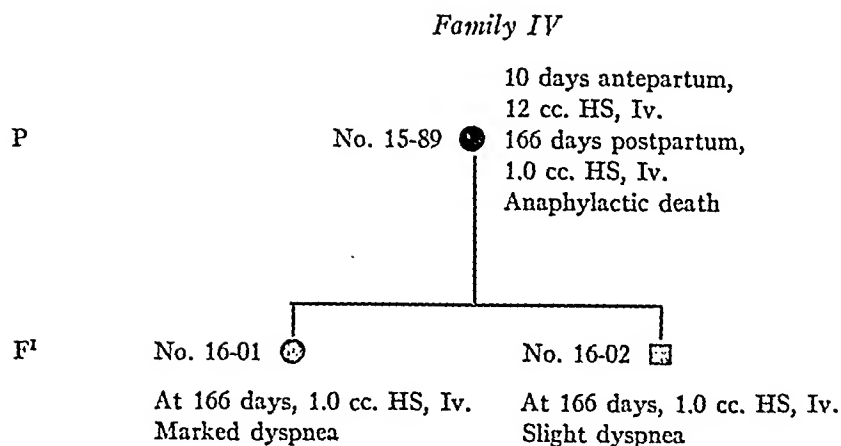 Family IV
10 days antepartum,
12 cc. HS, Iv.
P No. 15-89 166 days postpartum,
1.0 cc. HS, Iv.
Anaphylactic death
F¹ No. 16-01 No. 16-02
At 166 days, 1.0 cc. HS, Iv. At 166 days, 1.0 cc. HS, Iv.
Marked dyspnea Slight dyspnea